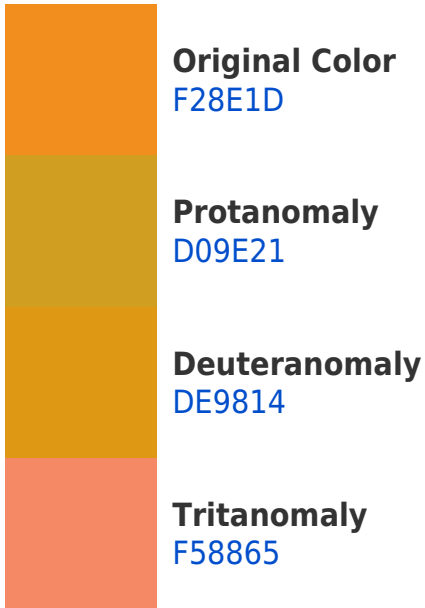 Original Color
F28E1D
Protanomaly
D09E21
Deuteranomaly
DE9814
Tritanomaly
F58865